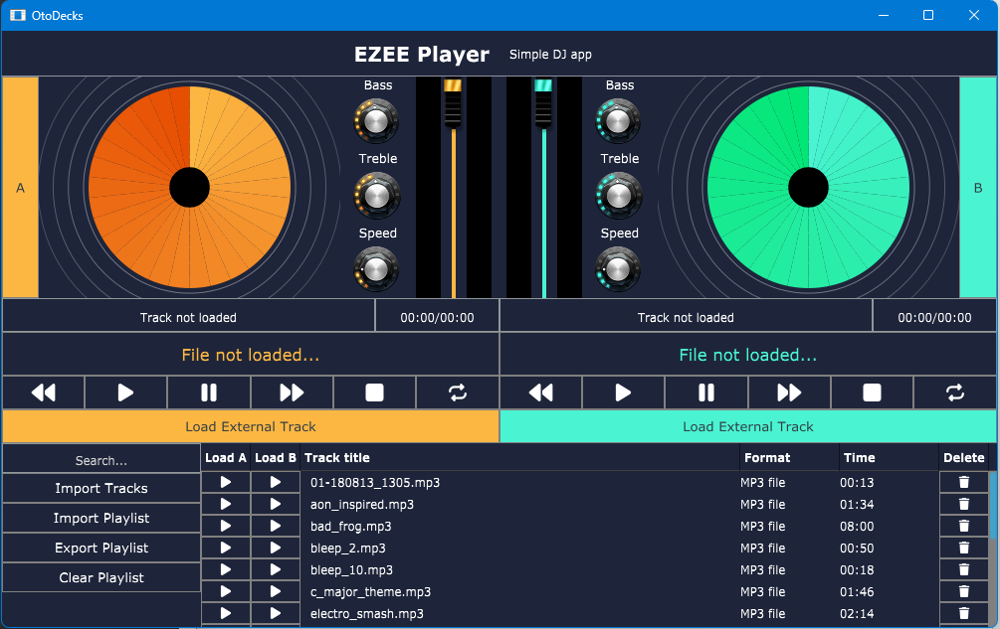 OtoDecks
EZEE Player Simple DJ app
Bass Bass
Treble Treble
A B
Speed Speed
Track not loaded 00:00/00:00 Track not loaded 00:00/00:00
File not loaded... File not loaded...
Load External Track Load External Track
Search... Load A Load B Track title Format Time Delete
Import Tracks 01-180813_1305.mp3 MP3 file 00:13
aon_inspired.mp3 MP3 file 01:34
Import Playlist bad_frog.mp3 MP3 file 08:00
Export Playlist bleep_2.mp3 MP3 file 00:50
Clear Playlist bleep_10.mp3 MP3 file 00:18
c_major_theme.mp3 MP3 file 01:46
electro_smash.mp3 MP3 file 02:14